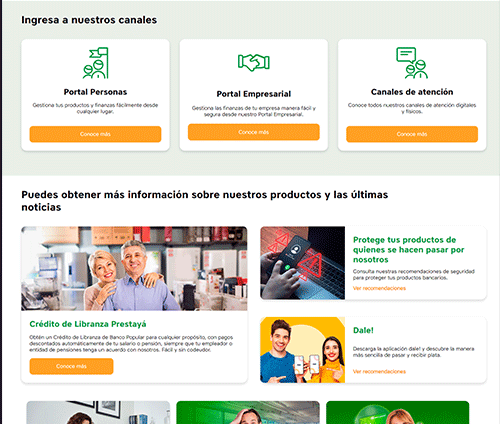 Ingresa a nuestros canales
Portal Personas
Gestiona tus productos y finanzas fácilmente desde
cualquier lugar.
Conoce más
Portal Empresarial
Gestiona las finanzas de tu empresa manera fácil y
segura desde nuestro Portal Empresarial.
Conoce más
Canales de atención
Conoce todos nuestros canales de atención digitales
y físicos.
Conoce más
Puedes obtener más información sobre nuestros productos y las últimas
noticias
Crédito de Libranza Prestayá
Obtén un Crédito de Libranza de Banco Popular para cualquier propósito, con pagos
descontados automáticamente de tu salario o pensión, siempre que tu empleador o
entidad de pensiones tenga un acuerdo con nosotros. Fácil y sin codeudor.
Conoce más
Protege tus productos de
quienes se hacen pasar por
nosotros
Consulta nuestras recomendaciones de seguridad
para proteger tus productos bancarios.
Ver recomendaciones
Dale!
Descarga la aplicación dale! y descubre la manera
más sencilla de pasar y recibir plata.
Ver recomendaciones